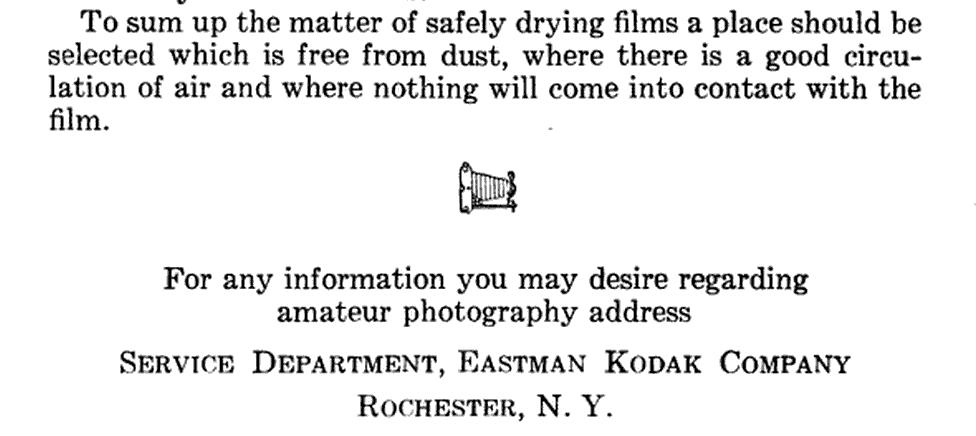 To sum up the matter of safely drying films a place should be
selected which is free from dust, where there is a good circu-
lation of air and where nothing will come into contact with the
film.
For any information you may desire regarding
amateur photography address
SERVICE DEPARTMENT, EASTMAN KODAK COMPANY
ROCHESTER, N. Y.